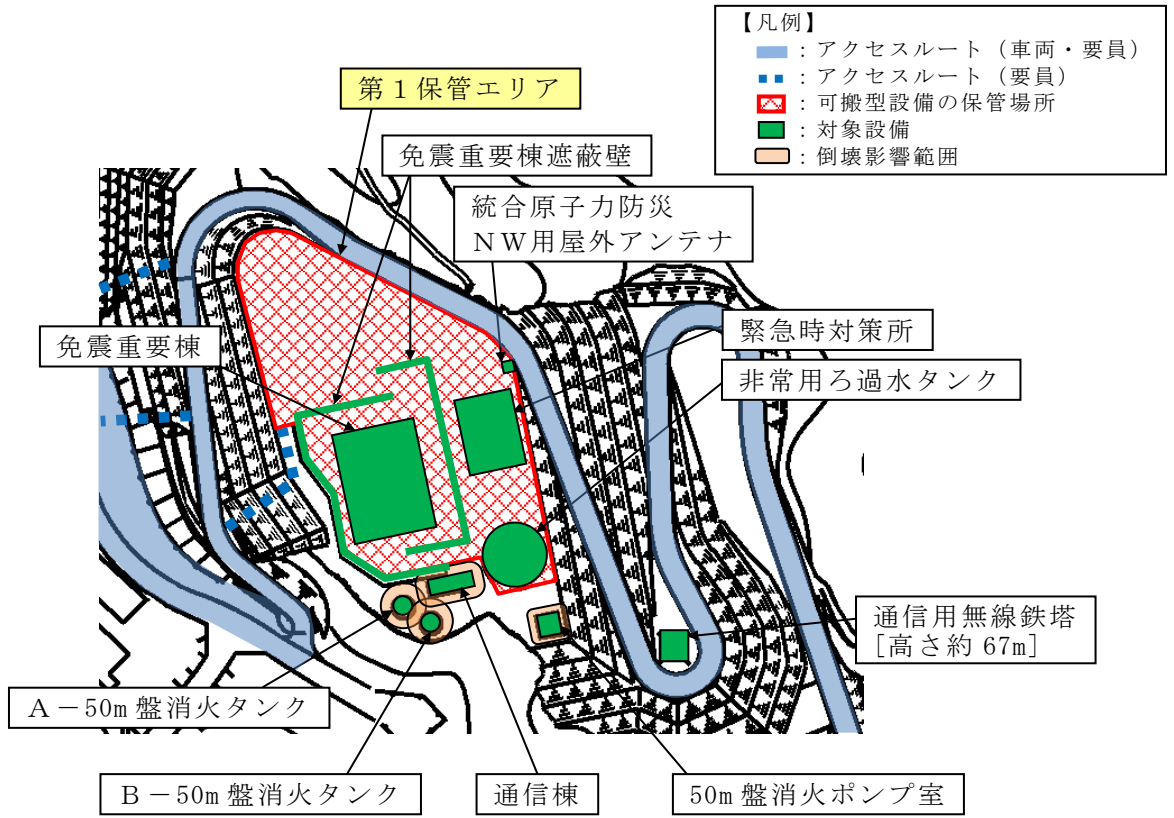 【凡例】
：アクセスルート（車両・要員）
：アクセスルート（要員）
：可搬型設備の保管場所
：対象設備
：倒壊影響範囲
第１保管エリア
免震重要棟遮蔽壁
統合原子力防災
ＮＷ用屋外アンテナ
免震重要棟
緊急時対策所
非常用ろ過水タンク
通信用無線鉄塔
[高さ約 67m]
Ａ－50m 盤消火タンク
Ｂ－50m 盤消火タンク
通信棟
50m 盤消火ポンプ室